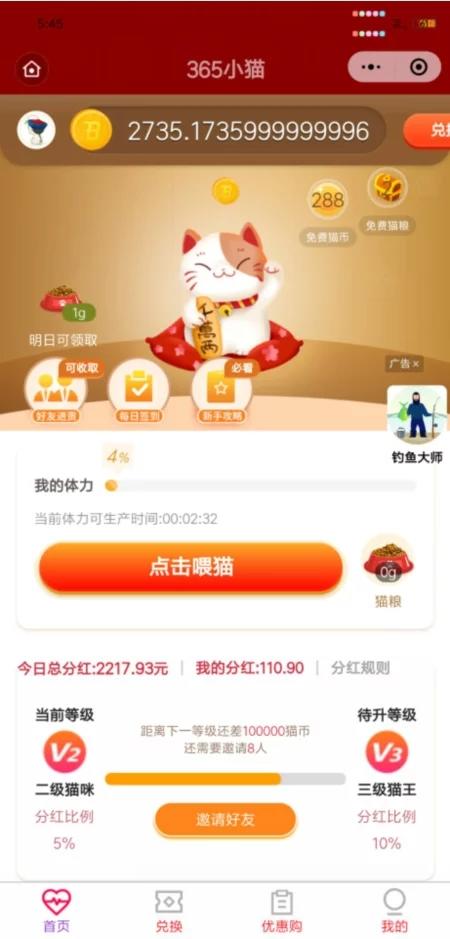 5:45
365小猫
2735.1735999999996
兑换
288
免费猫币
免费猫粮
1g
明日可领取
可收取
必看
好友进贡
每日签到
新手攻略
千萬两
广告×
钓鱼大师
4%
我的体力
当前体力可生产时间:00:02:32
点击喂猫
0g
猫粮
今日总分红:2217.93元 | 我的分红:110.90 | 分红规则
当前等级
待升等级
距离下一等级还差100000猫币
还需要邀请8人
V2
V3
二级猫咪
三级猫王
分红比例
邀请好友
分红比例
5%
10%
首页
兑换
优惠购
我的